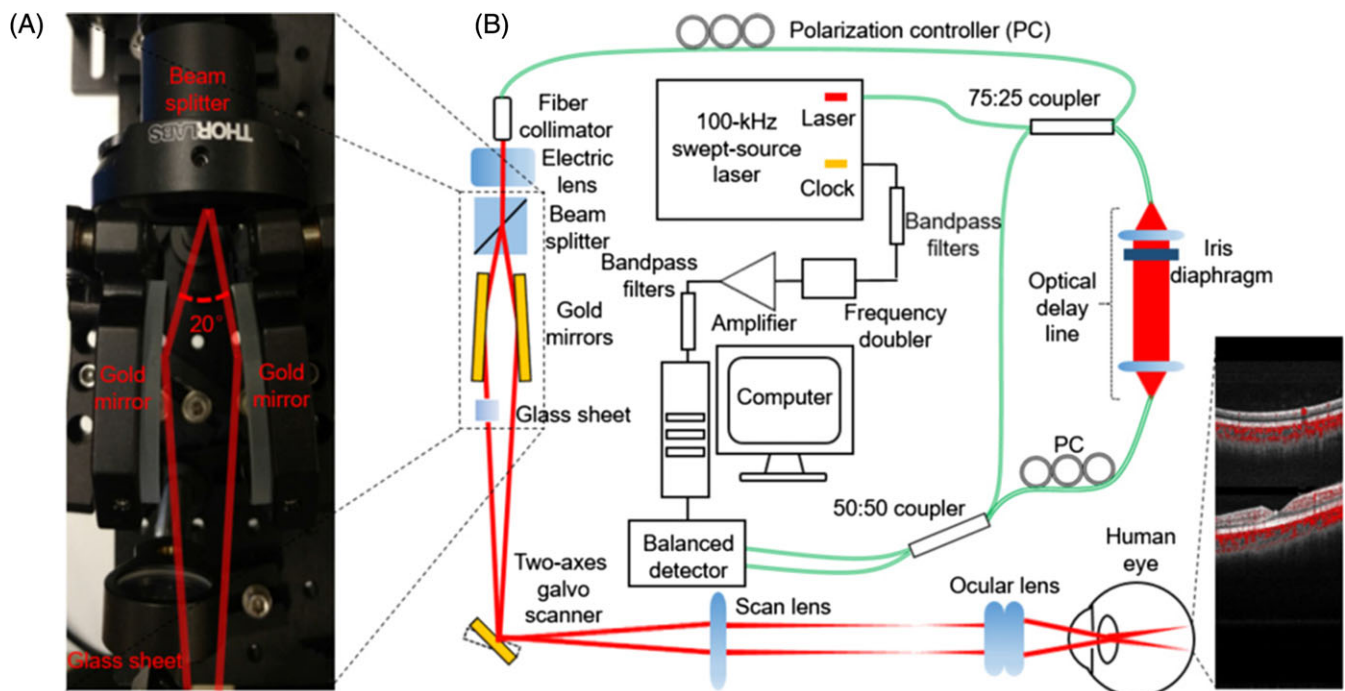 (A)
Beam
splitter
THORLABS
20°
Gold
mirror
Gold
mirror
Glass sheet
(B)
Polarization controller (PC)
Fiber
collimator
Electric
lens
Beam
splitter
Gold
mirrors
Glass sheet
Two-axes
galvo
scanner
100-kHz
swept-source
laser
Laser
Clock
75:25 coupler
Bandpass
filters
Bandpass
filters
Amplifier
Frequency
doubler
Computer
Optical
delay
line
Iris
diaphragm
PC
50:50 coupler
Balanced
detector
Scan lens
Ocular lens
Human
eye